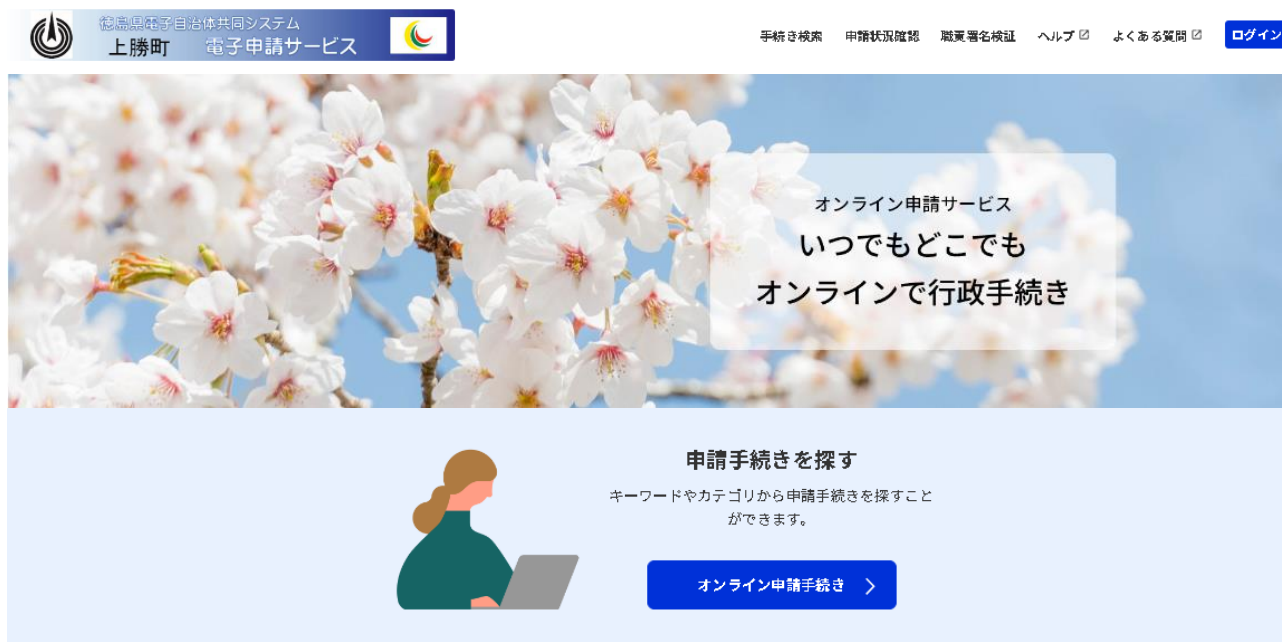 徳島県電子自治体共同システム
上勝町 電子申請サービス
手続き検索 申請状況確認 職責署名検証 ヘルプ よくある質問 ログイン
オンライン申請サービス
いつでもどこでも
オンラインで行政手続き
申請手続きを探す
キーワードやカテゴリから申請手続きを探すこと
ができます。
オンライン申請手続き